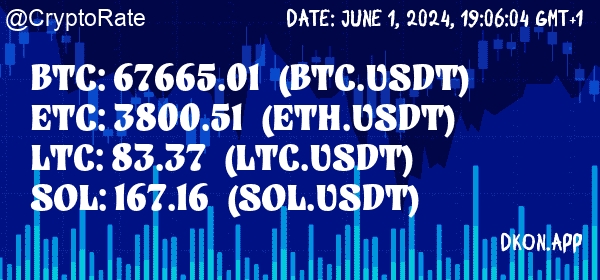 @CryptoRate
DATE: JUNE 1, 2024, 19:06:04 GMT+1
BTC: 67665.01 (BTC.USDT)
ETC: 3800.51 (ETH.USDT)
LTC: 83.37 (LTC.USDT)
SOL: 167.16 (SOL.USDT)
DKON.APP